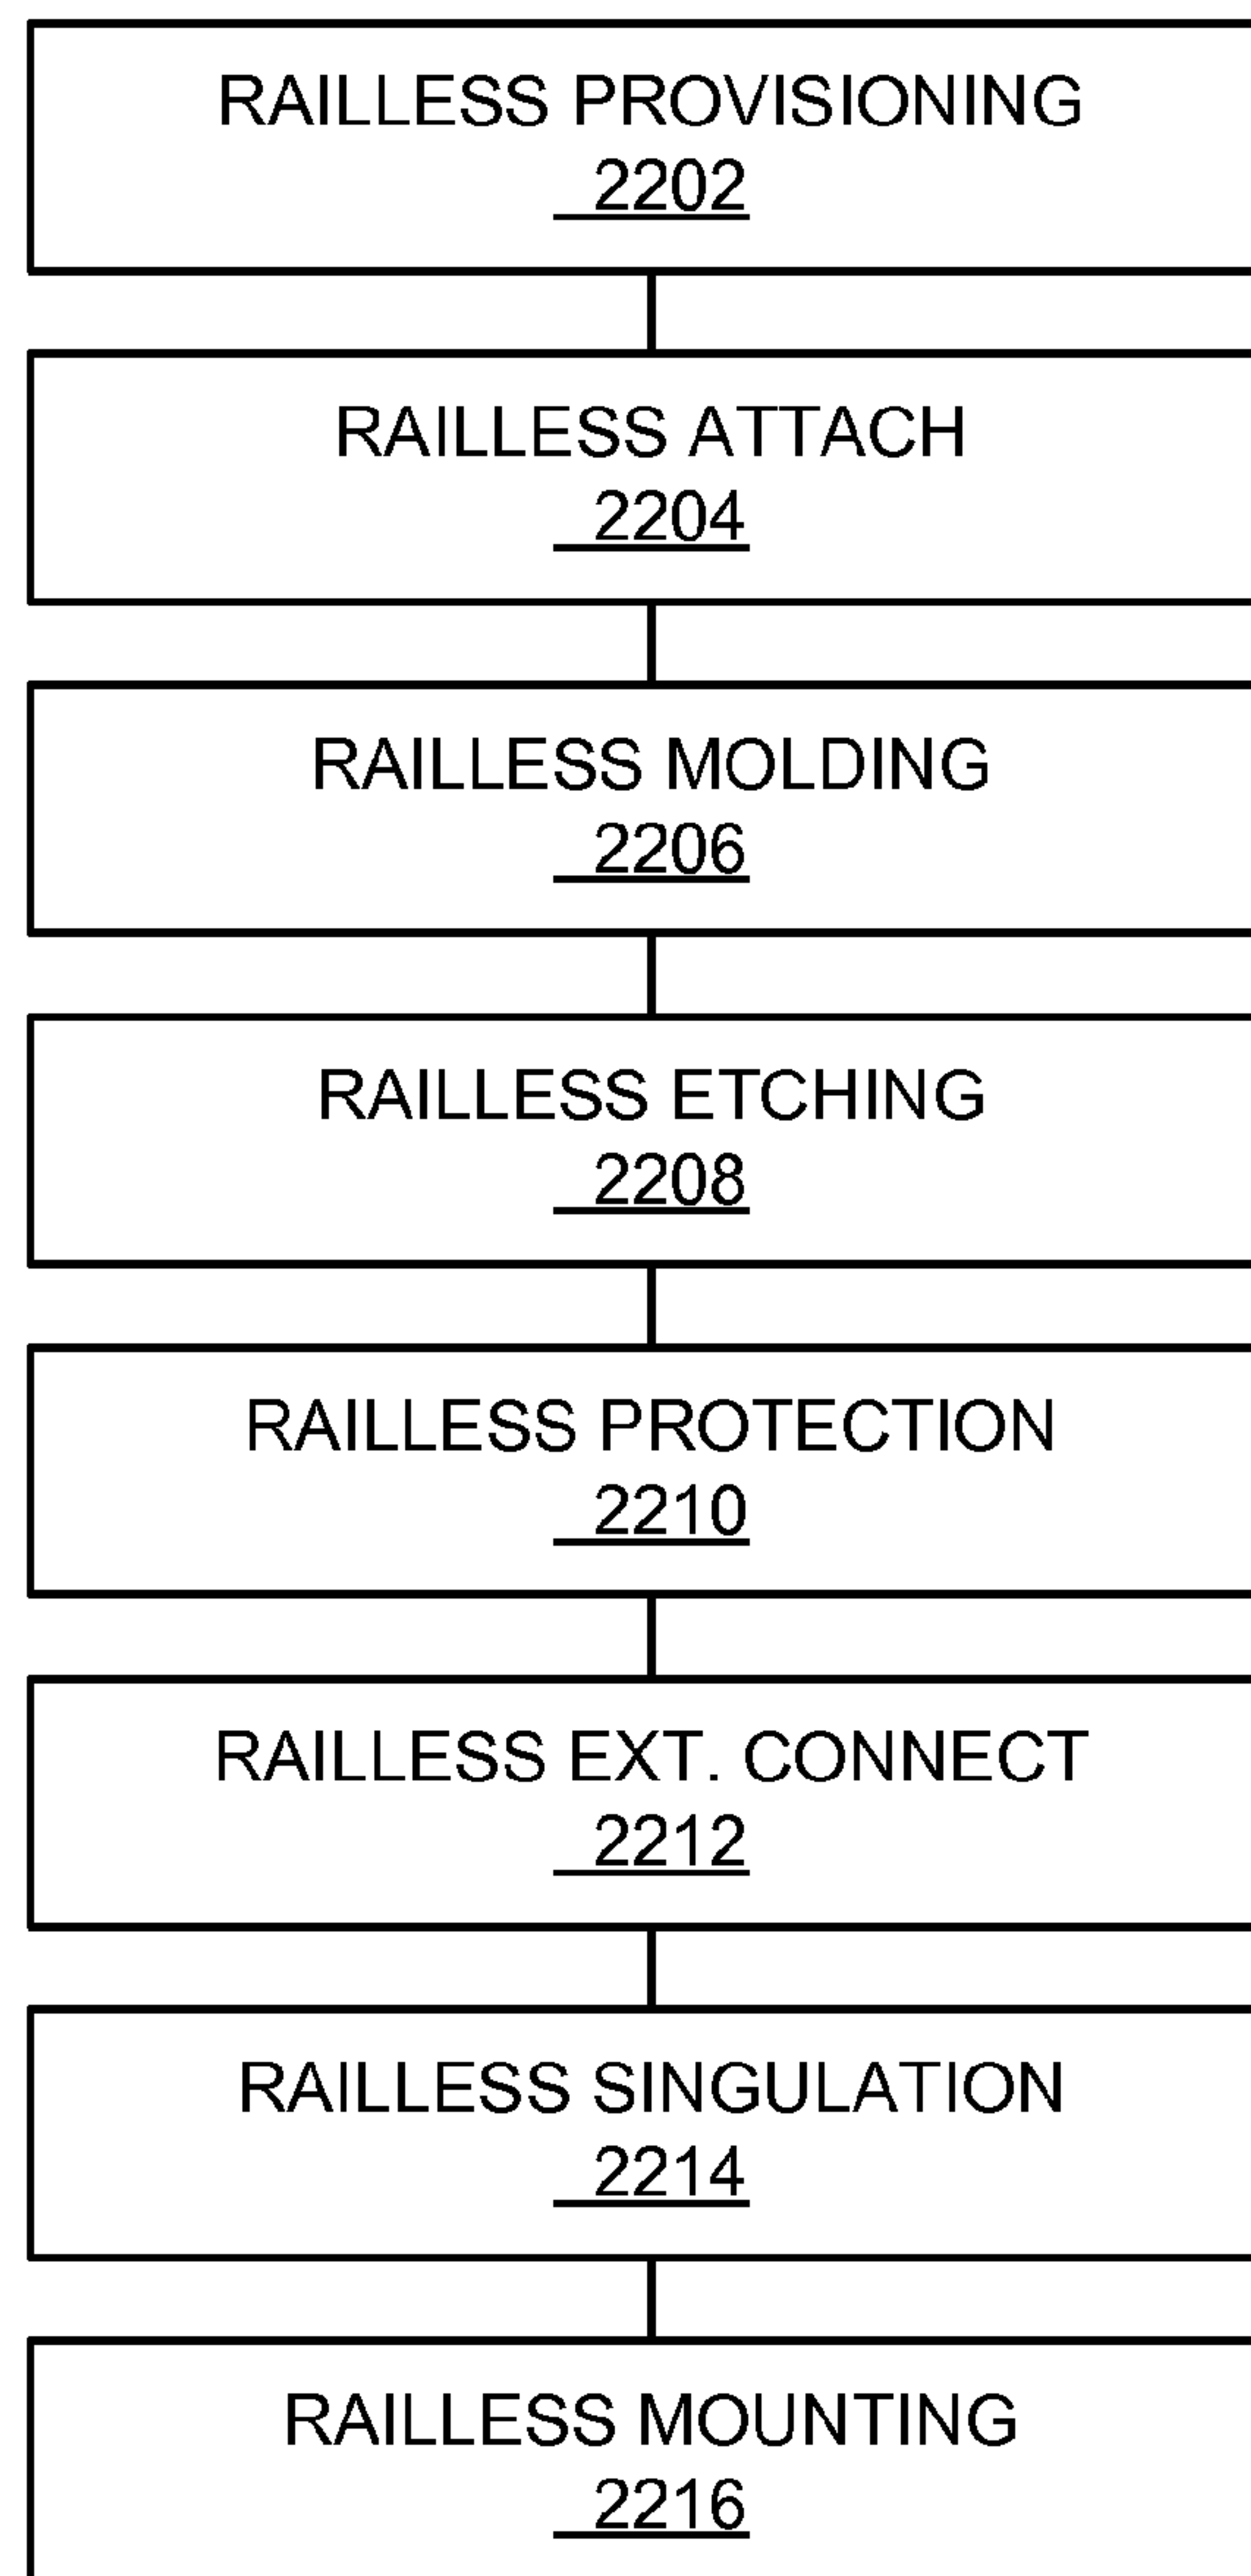 RAILLESS PROVISIONING
2202
RAILLESS ATTACH
2204
RAILLESS MOLDING
2206
RAILLESS ETCHING
2208
RAILLESS PROTECTION
2210
RAILLESS EXT. CONNECT
2212
RAILLESS SINGULATION
2214
RAILLESS MOUNTING
2216